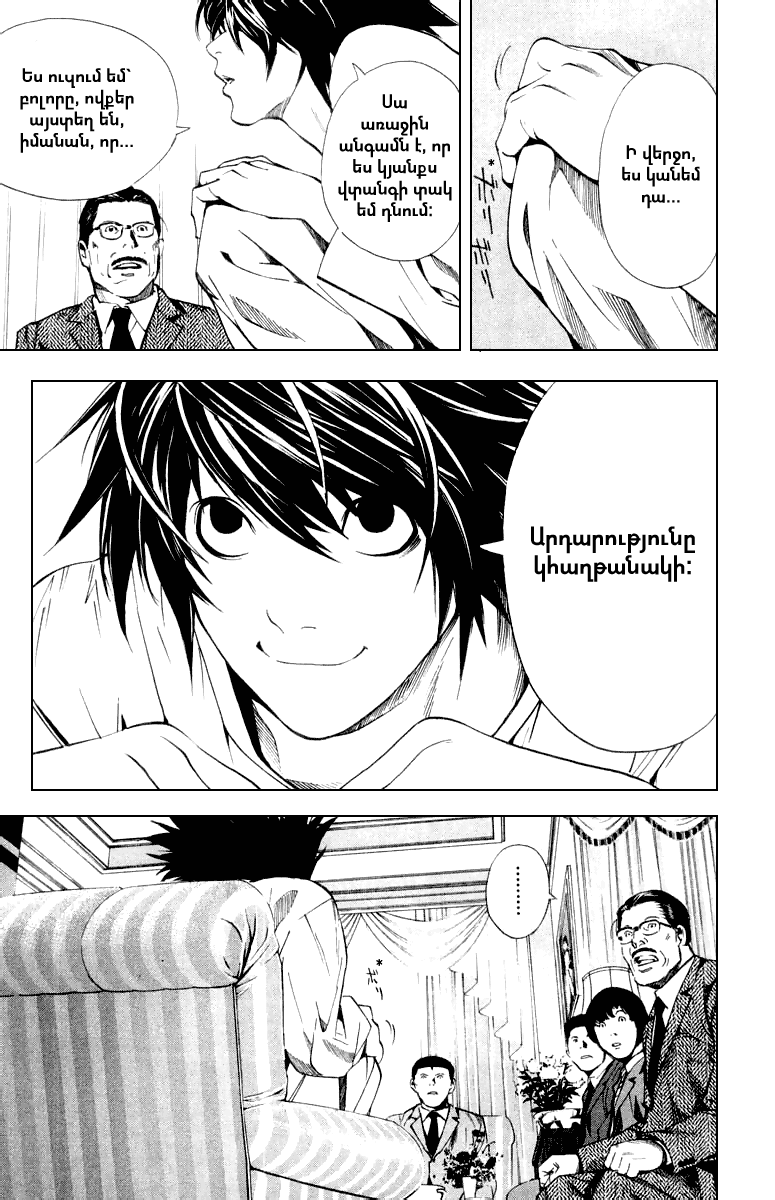 Ի վերջո,
ես կանեմ
դա...
*
Սա
առաջին
անգամն է, որ
ես կյանքս
վտանգի տակ
եմ դնում:
Ես ուզում եմ՝
բոլորը, ովքեր
այստեղ են,
իմանան, որ...
Արդարությունը
կհաղթանակի:
........
*